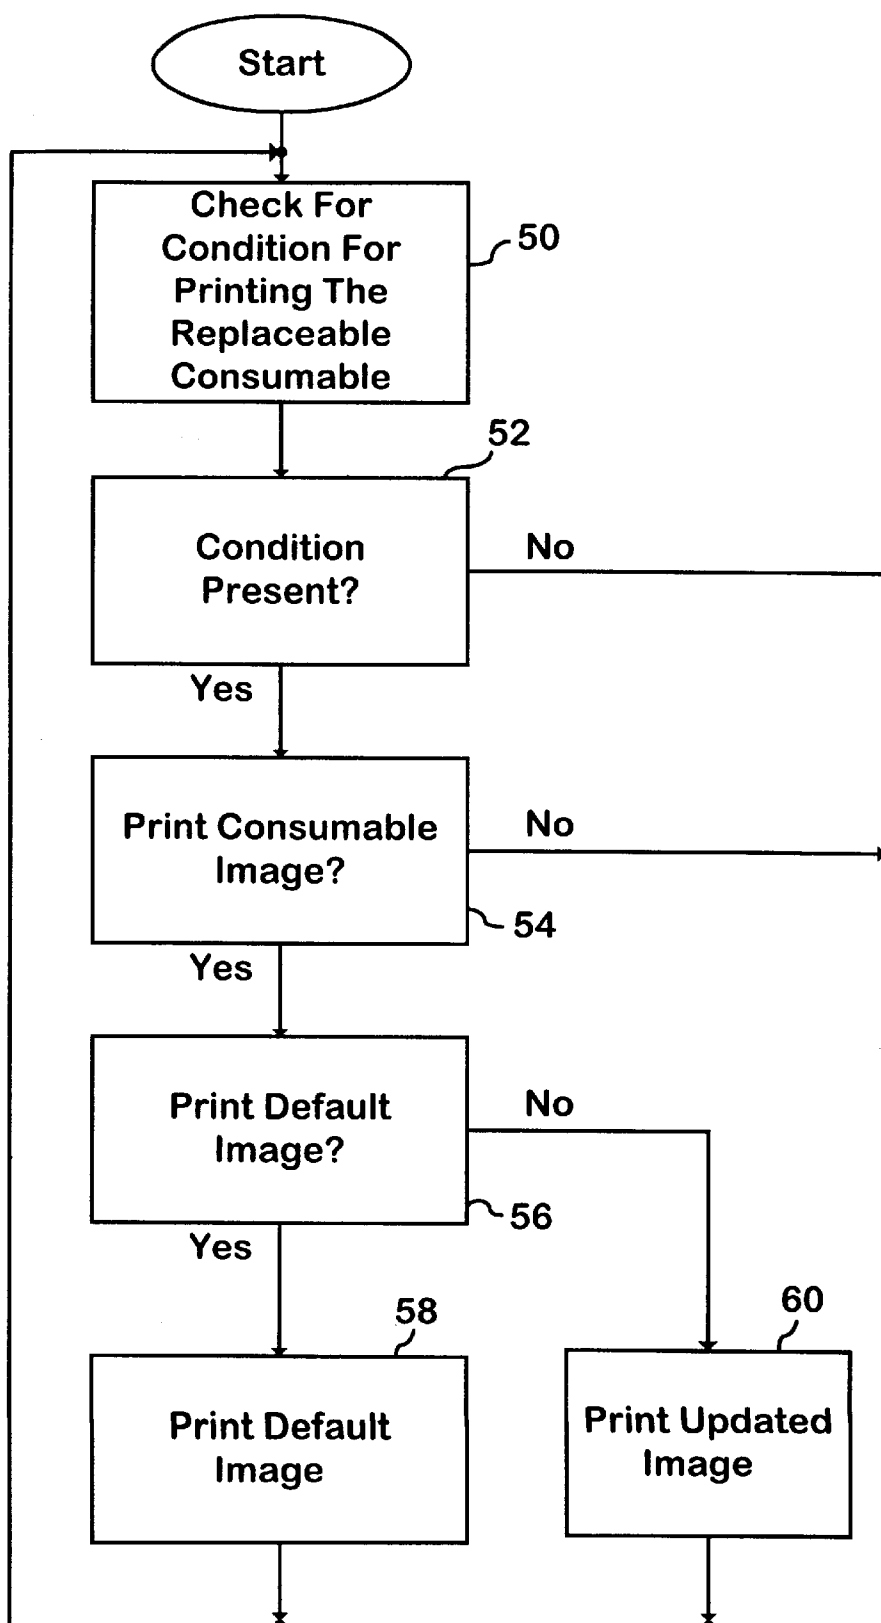 Start
Check For
Condition For
Printing The
Replaceable
Consumable
50
52
Condition
Present?
No
Yes
Print Consumable
Image?
No
54
Yes
Print Default
Image?
No
56
Yes
58
60
Print Default
Image
Print Updated
Image